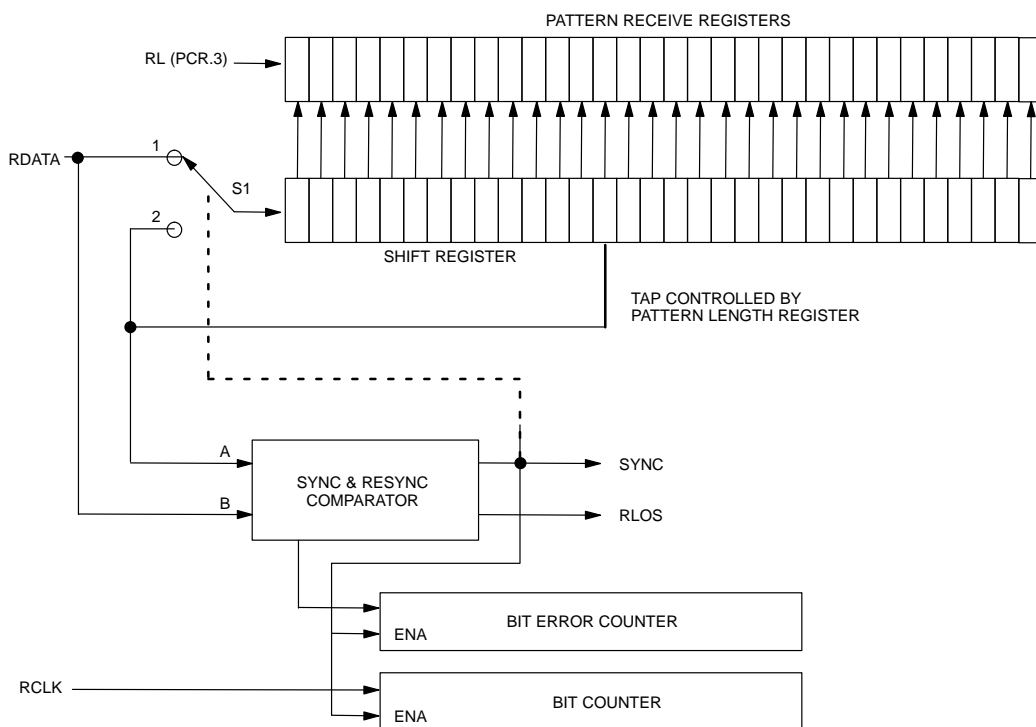 PATTERN RECEIVE REGISTERS
RL (PCR.3)
1
RDATA
S1
2
SHIFT REGISTER
TAP CONTROLLED BY
PATTERN LENGTH REGISTER
A
SYNC
SYNC & RESYNC
COMPARATOR
B
RLOS
BIT ERROR COUNTER
ENA
RCLK
BIT COUNTER
ENA